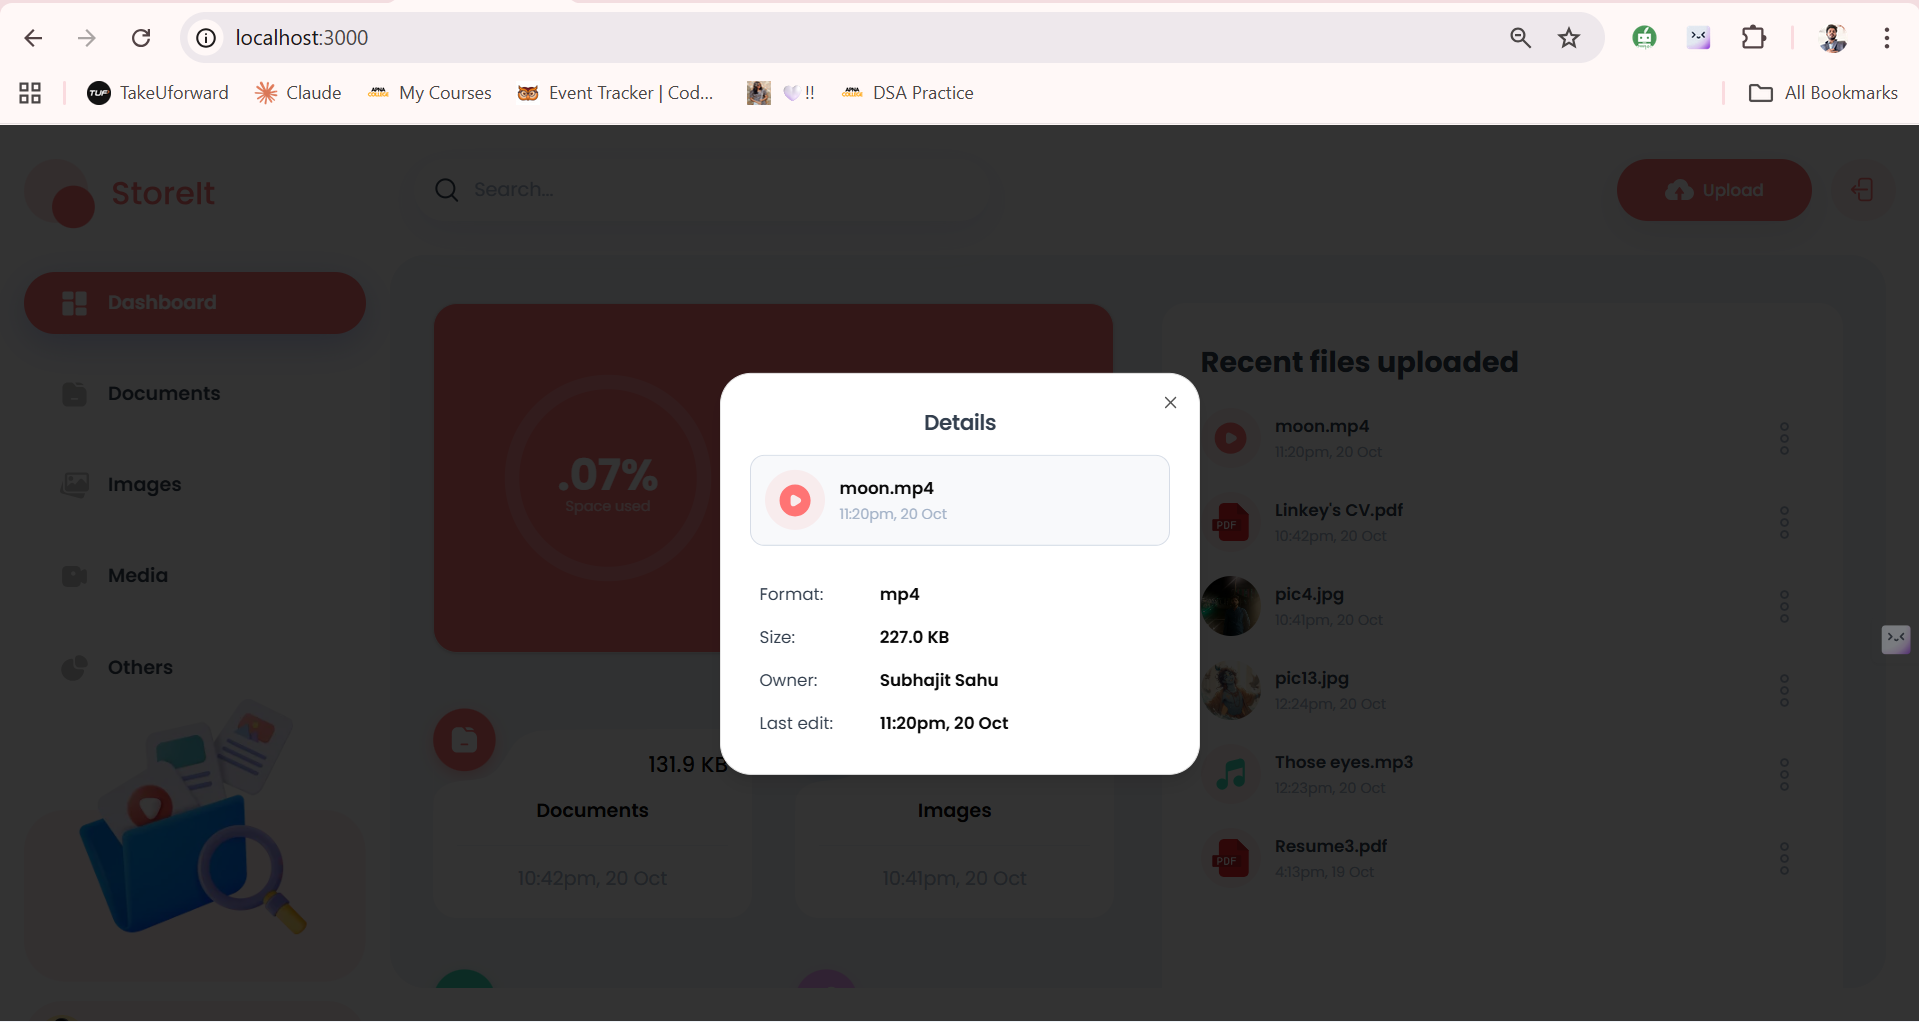 localhost:3000
TakeUforward
Claude
My Courses
Event Tracker | Cod...
🤍 !!
DSA Practice
All Bookmarks
StoreIt
Search...
Upload
Dashboard
Documents
Images
Media
Others
.07%
Space used
131.9 KB
Documents
10:42pm, 20 Oct
Images
10:41pm, 20 Oct
Details
moon.mp4
11:20pm, 20 Oct
Format: mp4
Size: 227.0 KB
Owner: Subhajit Sahu
Last edit: 11:20pm, 20 Oct
Recent files uploaded
moon.mp4
11:20pm, 20 Oct
PDF
Linkey's CV.pdf
10:42pm, 20 Oct
pic4.jpg
10:41pm, 20 Oct
pic13.jpg
12:24pm, 20 Oct
Those eyes.mp3
12:23pm, 20 Oct
PDF
Resume3.pdf
4:13pm, 19 Oct